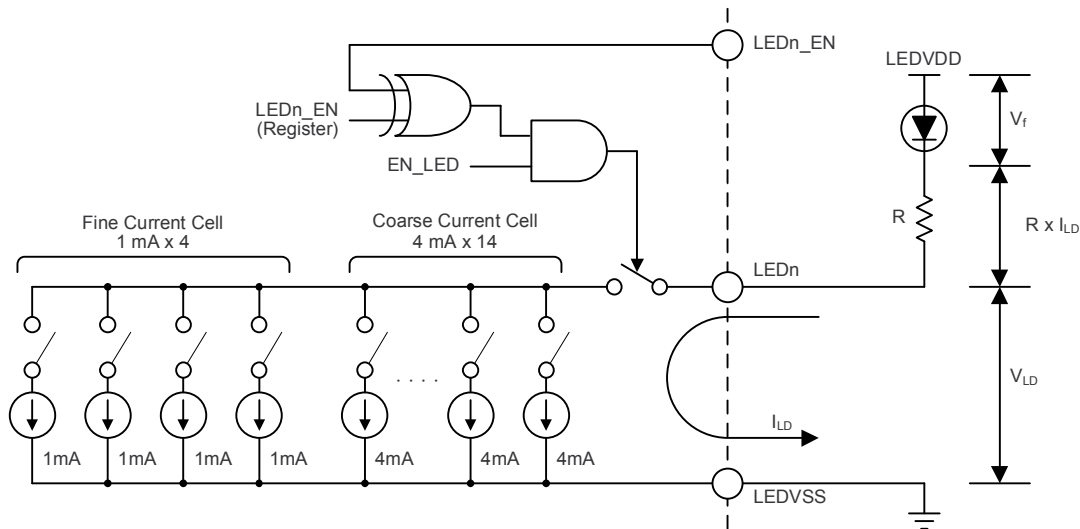 LEDn_EN
LEDVDD
LEDn_EN
(Register)
EN_LED
Vf
R
R x ILD
Fine Current Cell
1 mA x 4
Coarse Current Cell
4 mA x 14
LEDn
VLD
. . . .
ILD
1mA
1mA
1mA
1mA
4mA
4mA
4mA
LEDVSS